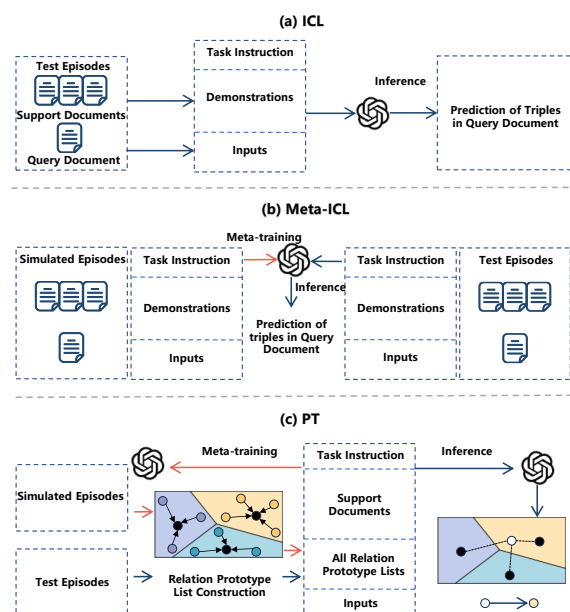 (a) ICL
Test Episodes
Support Documents
Query Document
Task Instruction
Demonstrations
Inputs
Inference
Prediction of Triples
in Query Document
(b) Meta-ICL
Simulated Episodes
Task Instruction
Demonstrations
Inputs
Meta-training
Inference
Prediction of
triples in Query
Document
Task Instruction
Demonstrations
Inputs
Test Episodes
(c) PT
Simulated Episodes
Test Episodes
Meta-training
Relation Prototype
List Construction
Task Instruction
Support
Documents
All Relation
Prototype Lists
Inputs
Inference